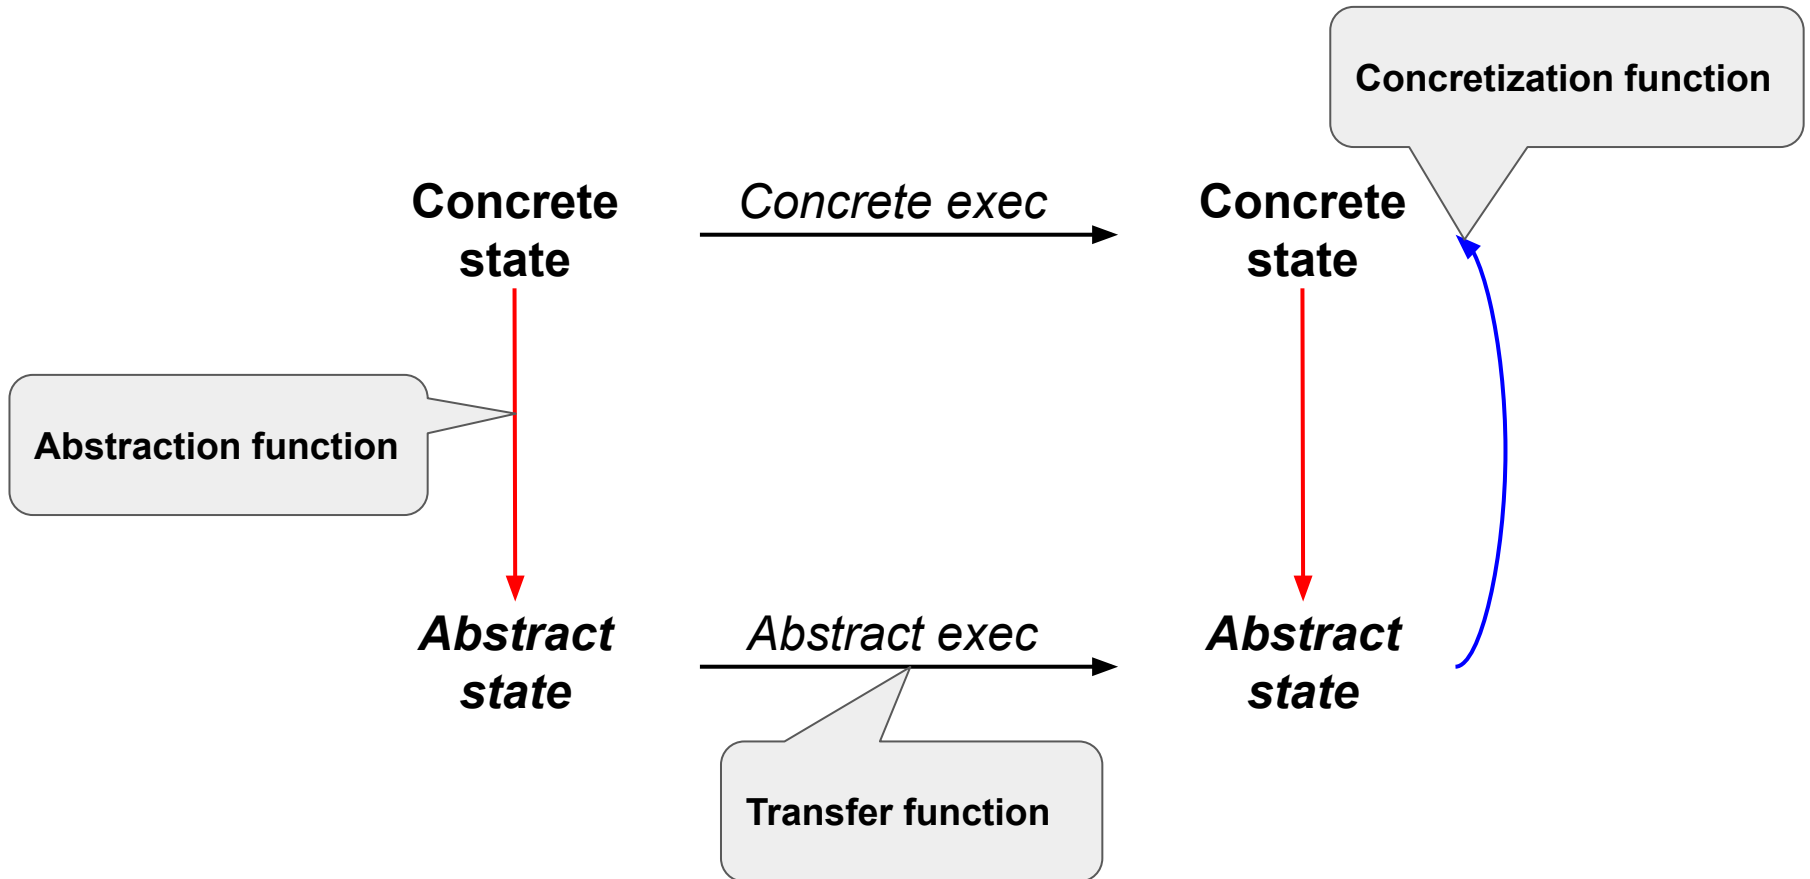 Concretization function
Concrete
state
Concrete exec
Concrete
state
Abstraction function
Abstract
state
Abstract exec
Abstract
state
Transfer function